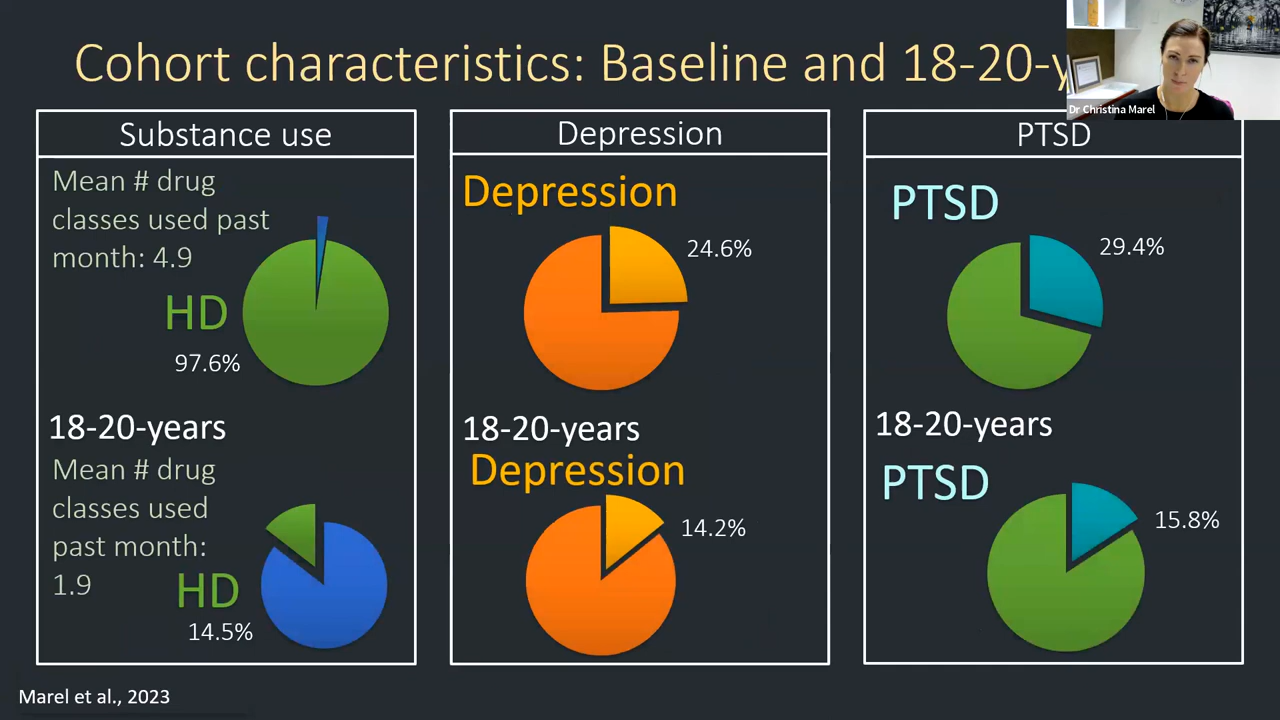 Cohort characteristics: Baseline and 18-20-y
Dr Christina Marel
Substance use
Mean # drug
classes used past
month: 4.9
HD
97.6%
18-20-years
Mean # drug
classes used
past month:
1.9
HD
14.5%
Depression
Depression
24.6%
18-20-years
Depression
14.2%
PTSD
PTSD
29.4%
18-20-years
PTSD
15.8%
Marel et al., 2023